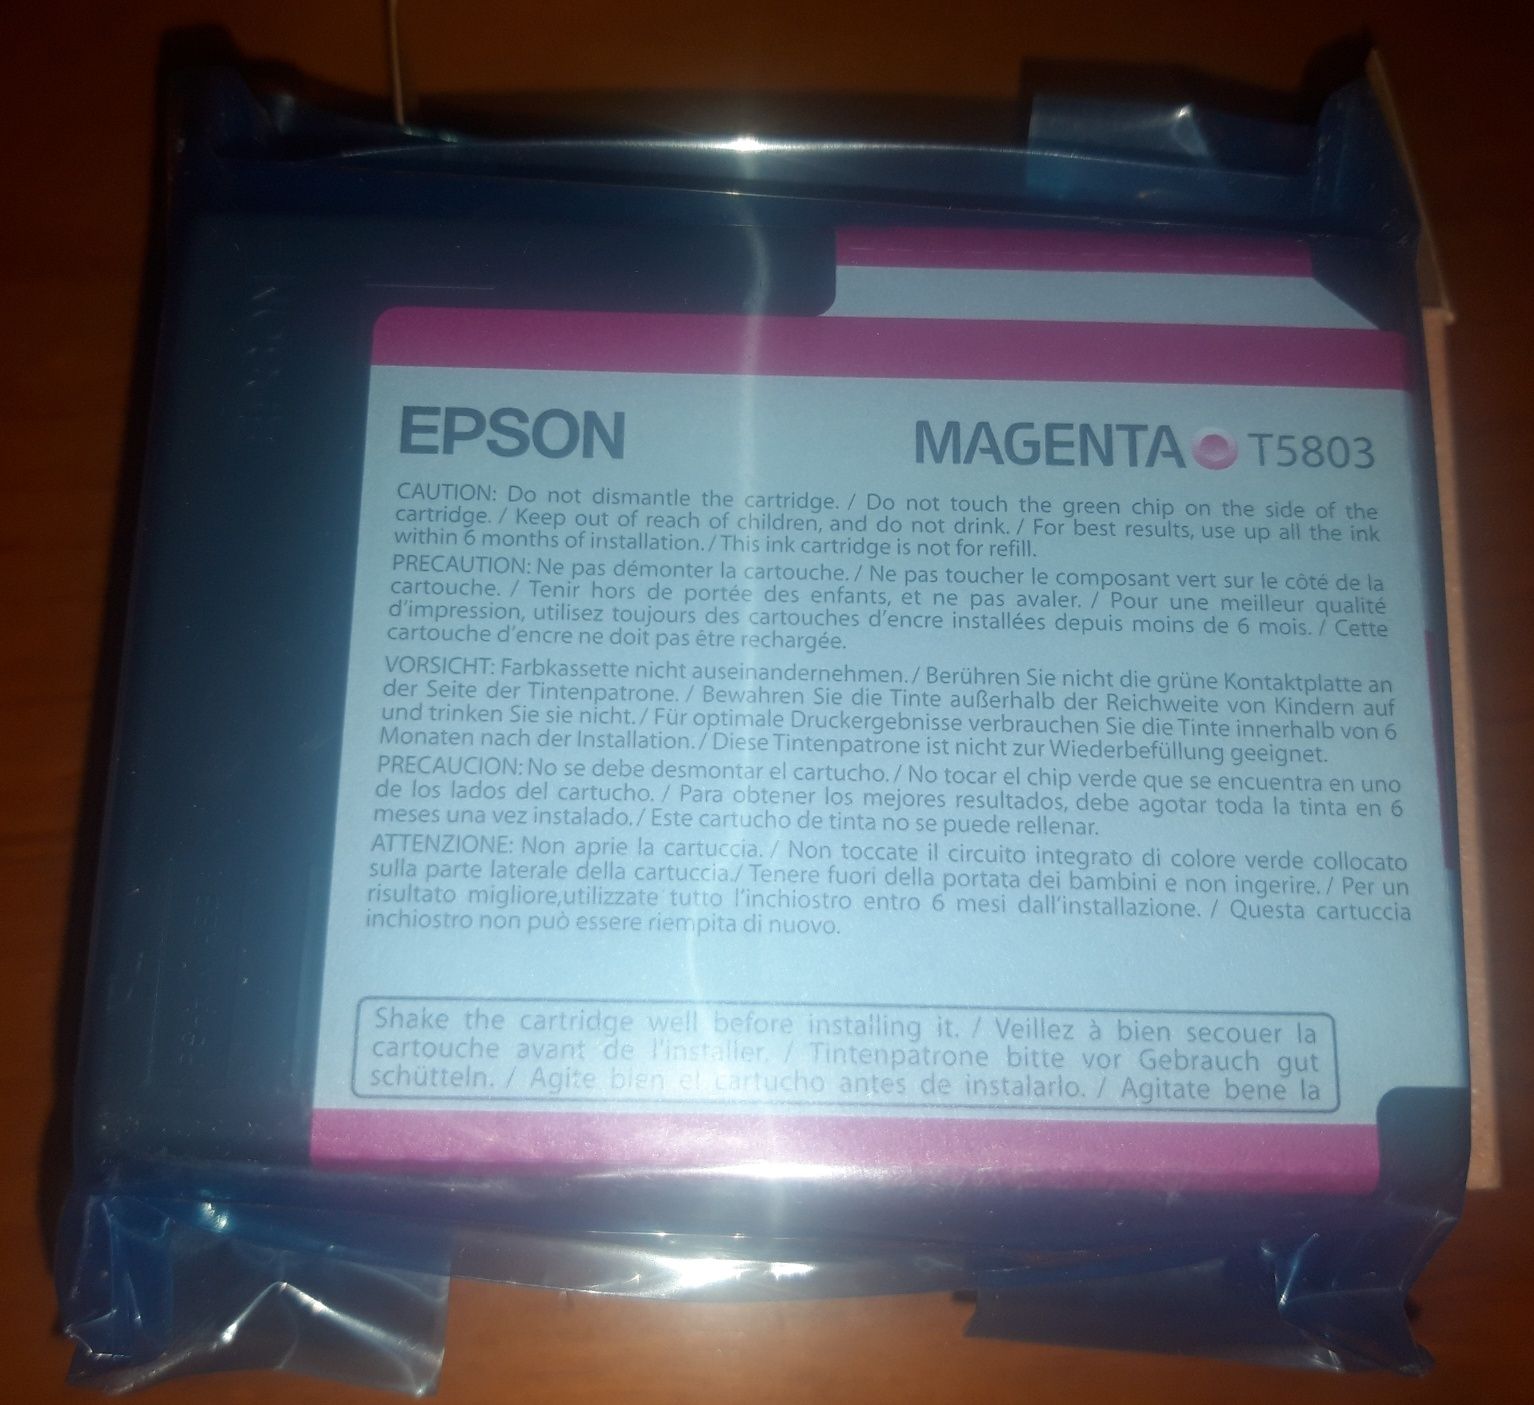 EPSON MAGENTA T5803
CAUTION: Do not dismantle the cartridge. / Do not touch the green chip on the side of the
cartridge. / Keep out of reach of children, and do not drink. / For best results, use up all the ink
within 6 months of installation. / This ink cartridge is not for refill.
PRECAUTION: Ne pas démonter la cartouche. / Ne pas toucher le composant vert sur le côté de la
cartouche. / Tenir hors de portée des enfants, et ne pas avaler. / Pour une meilleur qualité
d'impression, utilisez toujours des cartouches d'encre installées depuis moins de 6 mois. / Cette
cartouche d'encre ne doit pas être rechargée.
VORSICHT: Farbkassette nicht auseinandernehmen. / Berühren Sie nicht die grüne Kontaktplatte an
der Seite der Tintenpatrone. / Bewahren Sie die Tinte außerhalb der Reichweite von Kindern auf
und trinken Sie sie nicht. / Für optimale Druckergebnisse verbrauchen Sie die Tinte innerhalb von 6
Monaten nach der Installation. / Diese Tintenpatrone ist nicht zur Wiederbefüllung geeignet.
PRECAUCION: No se debe desmontar el cartucho. / No tocar el chip verde que se encuentra en uno
de los lados del cartucho. / Para obtener los mejores resultados, debe agotar toda la tinta en 6
meses una vez instalado. / Este cartucho de tinta no se puede rellenar.
ATTENZIONE: Non aprie la cartuccia. / Non toccate il circuito integrato di colore verde collocato
sulla parte laterale della cartuccia./ Tenere fuori della portata dei bambini e non ingerire. / Per un
risultato migliore,utilizzate tutto l'inchiostro entro 6 mesi dall'installazione. / Questa cartuccia
inchiostro non può essere riempita di nuovo.
Shake the cartridge well before installing it. / Veillez à bien secouer la
cartouche avant de l'installer. / Tintenpatrone bitte vor Gebrauch gut
schütteln. / Agite bien el cartucho antes de instalarlo. / Agitate bene la